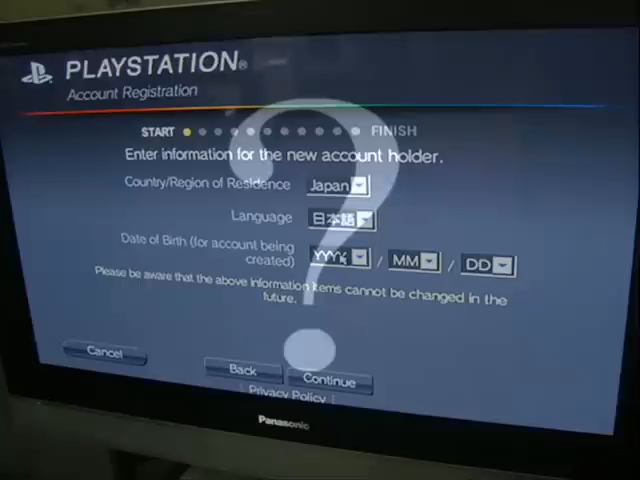 PLAYSTATION®
Account Registration
START FINISH
Enter information for the new account holder.
Country/Region of Residence Japan
Language 日本語
Date of Birth (for account being created) YYYY / MM / DD
Please be aware that the above information items cannot be changed in the
future.
?
Cancel
Back Continue
| Privacy Policy |
Panasonic